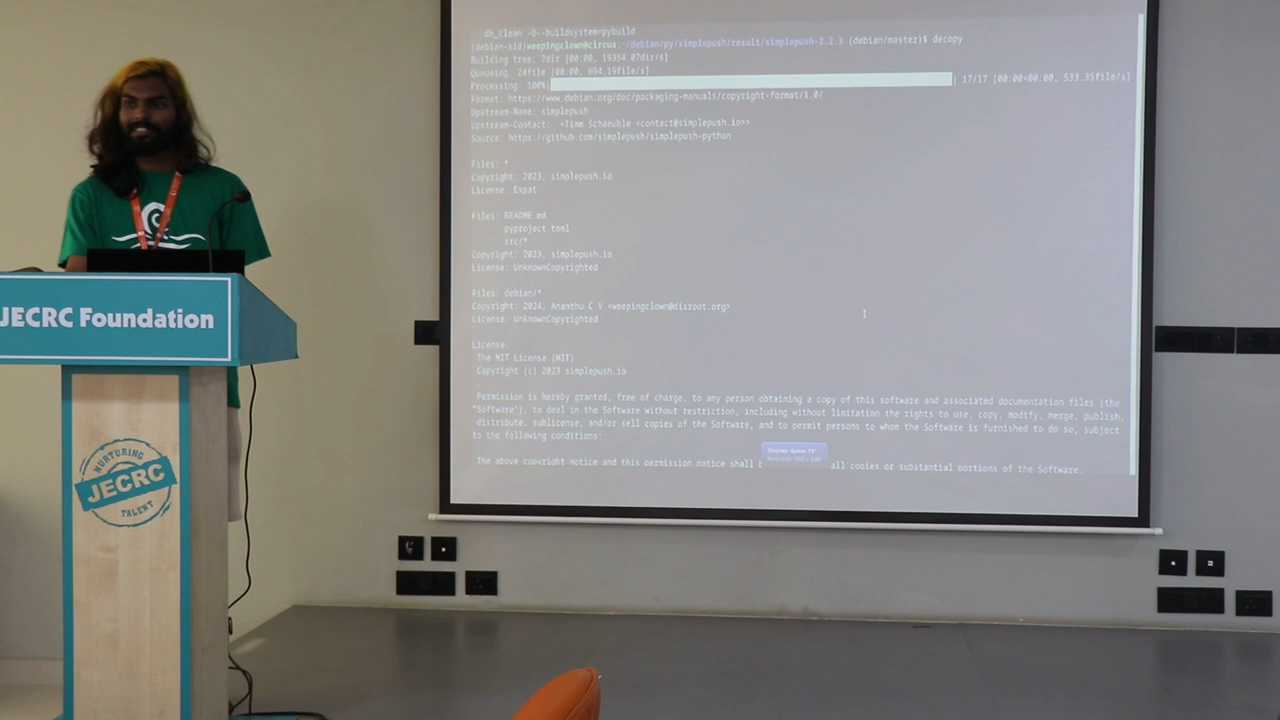 dh_clean -O--buildsystem=pybuild
(debian-sid)weepingclown@circus:~/debian/py/simplepush/result/simplepush-2.2.3 (debian/master)$ decopy
Building tree: 7dir [00:00, 19354.07dir/s]
Queuing: 24file [00:00, 694.19file/s]
Processing: 100%| | 17/17 [00:00<00:00, 533.35file/s]
Format: https://www.debian.org/doc/packaging-manuals/copyright-format/1.0/
Upstream-Name: simplepush
Upstream-Contact: <Timm Schaeuble <contact@simplepush.io>>
Source: https://github.com/simplepush/simplepush-python
Files: *
Copyright: 2023, simplepush.io
License: Expat
Files: README.md
pyproject.toml
src/*
Copyright: 2023, simplepush.io
License: UnknownCopyrighted
Files: debian/*
Copyright: 2024, Ananthu C V <weepingclown@disroot.org>
License: UnknownCopyrighted
License:
The MIT License (MIT)
Copyright (c) 2023 simplepush.io
.
Permission is hereby granted, free of charge, to any person obtaining a copy of this software and associated documentation files (the
"Software"), to deal in the Software without restriction, including without limitation the rights to use, copy, modify, merge, publish,
distribute, sublicense, and/or sell copies of the Software, and to permit persons to whom the Software is furnished to do so, subject
to the following conditions:
.
The above copyright notice and this permission notice shall all copies or substantial portions of the Software.
JECRC Foundation
NURTURING
JECRC
TALENT